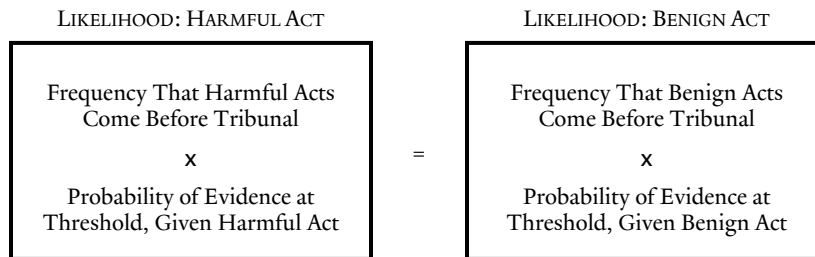 LIKELIHOOD: HARMFUL ACT
LIKELIHOOD: BENIGN ACT
Frequency That Harmful Acts
Come Before Tribunal
x
Probability of Evidence at
Threshold, Given Harmful Act
=
Frequency That Benign Acts
Come Before Tribunal
x
Probability of Evidence at
Threshold, Given Benign Act